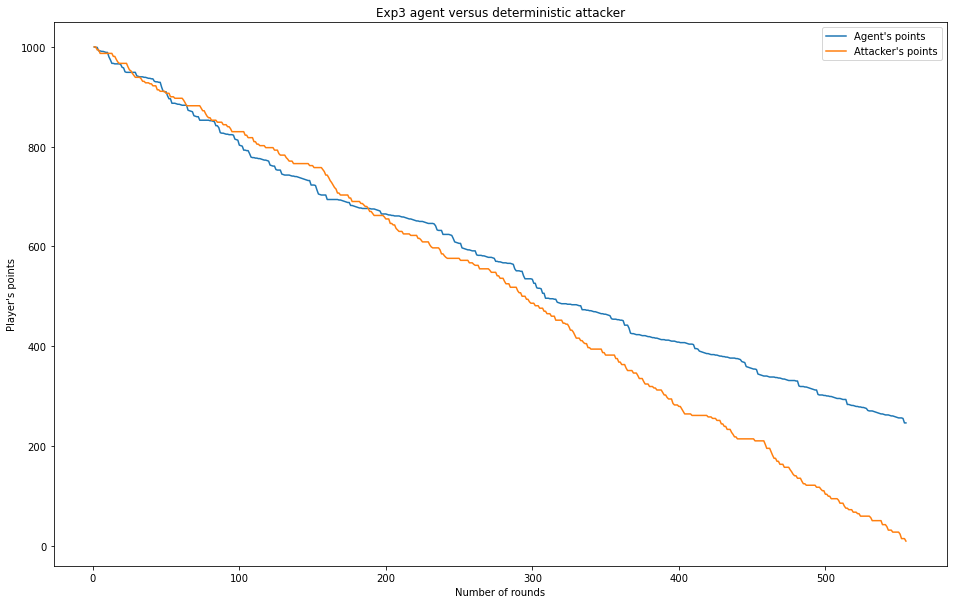 Exp3 agent versus deterministic attacker
Agent's points
Attacker's points
1000
800
600
400
200
0
Player's points
0 100 200 300 400 500
Number of rounds